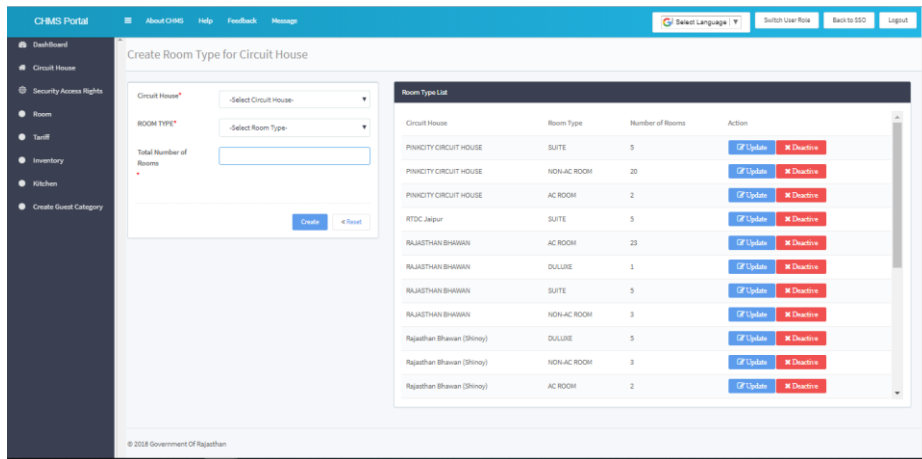 CHMS Portal
About CHMS Help Feedback Message
Select Language ▼
Switch User Role
Back to SSO
Logout
DashBoard
Circuit House
Security Access Rights
Room
Tariff
Inventory
Kitchen
Create Guest Category
Create Room Type for Circuit House
Circuit House*
-Select Circuit House-
ROOM TYPE*
-Select Room Type-
Total Number of
Rooms
*
Create
Reset
Room Type List
Circuit House Room Type Number of Rooms Action
PINKCITY CIRCUIT HOUSE SUITE 5 Update Deactive
PINKCITY CIRCUIT HOUSE NON-AC ROOM 20 Update Deactive
PINKCITY CIRCUIT HOUSE AC ROOM 2 Update Deactive
RTDC Jaipur SUITE 5 Update Deactive
RAJASTHAN BHAWAN AC ROOM 23 Update Deactive
RAJASTHAN BHAWAN DULUXE 1 Update Deactive
RAJASTHAN BHAWAN SUITE 5 Update Deactive
RAJASTHAN BHAWAN NON-AC ROOM 3 Update Deactive
Rajasthan Bhawan (Shinoy) DULUXE 5 Update Deactive
Rajasthan Bhawan (Shinoy) NON-AC ROOM 3 Update Deactive
Rajasthan Bhawan (Shinoy) AC ROOM 2 Update Deactive
© 2018 Government Of Rajasthan